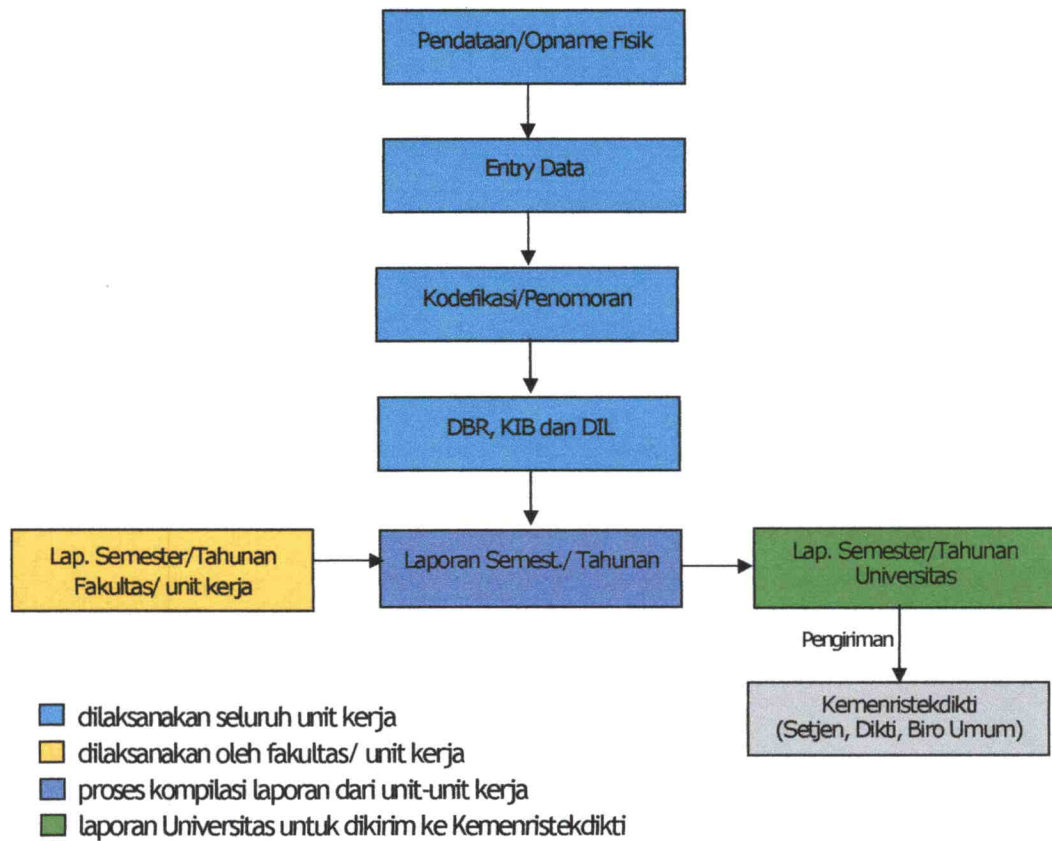 Pendataan/Opname Fisik
Entry Data
Kodefikasi/Penomoran
DBR, KIB dan DIL
Lap. Semester/Tahunan
Fakultas/ unit kerja
Laporan Semest./ Tahunan
Lap. Semester/Tahunan
Universitas
Pengiriman
Kemenristekdikti
(Setjen, Dikti, Biro Umum)
dilaksanakan seluruh unit kerja
dilaksanakan oleh fakultas/ unit kerja
proses kompilasi laporan dari unit-unit kerja
laporan Universitas untuk dikirim ke Kemenristekdikti